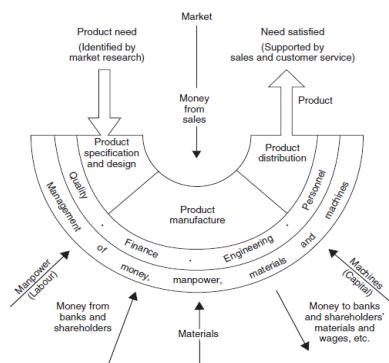 Market
Product need
(Identified by
market research)
Need satisfied
(Supported by
sales and customer service)
Money
from
sales
Product
Product
specification
and design
Product
distribution
Product
manufacture
Quality · Finance · Engineering · Personnel
Management of money, manpower, materials and machines
Manpower
(Labour)
Machines
(Capital)
Money from
banks and
shareholders
Materials
Money to banks
and shareholders'
materials and
wages, etc.